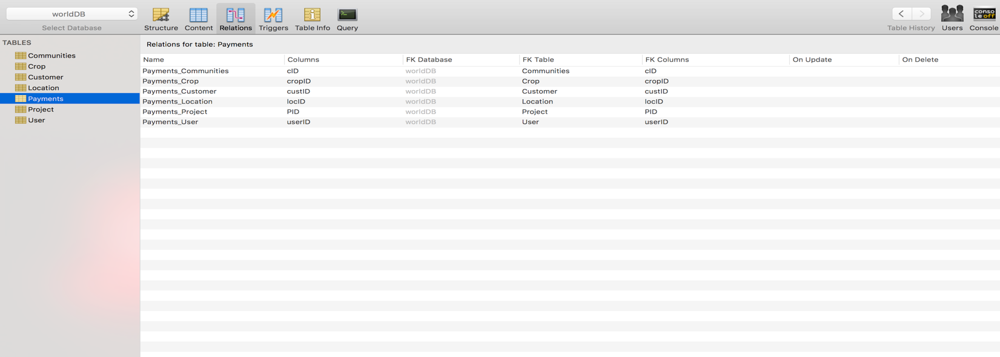 worldDB
Select Database
Structure Content Relations Triggers Table Info Query
Table History Users Console
conso
le off
TABLES
Communities
Crop
Customer
Location
Payments
Project
User
Relations for table: Payments
Name Columns FK Database FK Table FK Columns On Update On Delete
Payments_Communities cID worldDB Communities cID
Payments_Crop cropID worldDB Crop cropID
Payments_Customer custID worldDB Customer custID
Payments_Location locID worldDB Location locID
Payments_Project PID worldDB Project PID
Payments_User userID worldDB User userID